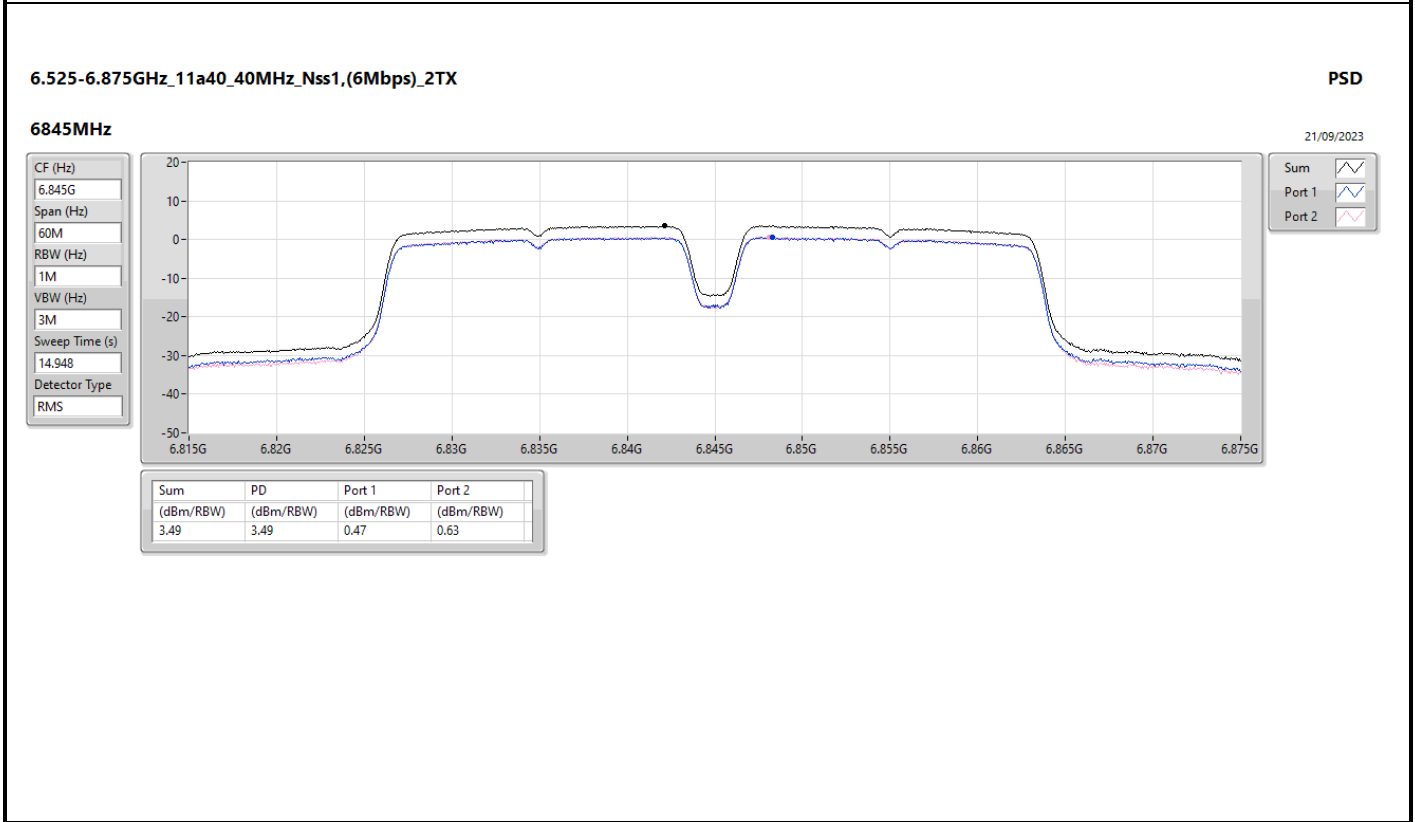 6.525-6.875GHz_11a40_40MHz_Nss1,(6Mbps)_2TX
PSD
6845MHz
21/09/2023
CF (Hz)
6.845G
Span (Hz)
60M
RBW (Hz)
1M
VBW (Hz)
3M
Sweep Time (s)
14.948
Detector Type
RMS
20
10
0
-10
-20
-30
-40
-50
6.815G 6.82G 6.825G 6.83G 6.835G 6.84G 6.845G 6.85G 6.855G 6.86G 6.865G 6.87G 6.875G
Sum
Port 1
Port 2
Sum PD Port 1 Port 2
(dBm/RBW) (dBm/RBW) (dBm/RBW) (dBm/RBW)
3.49 3.49 0.47 0.63